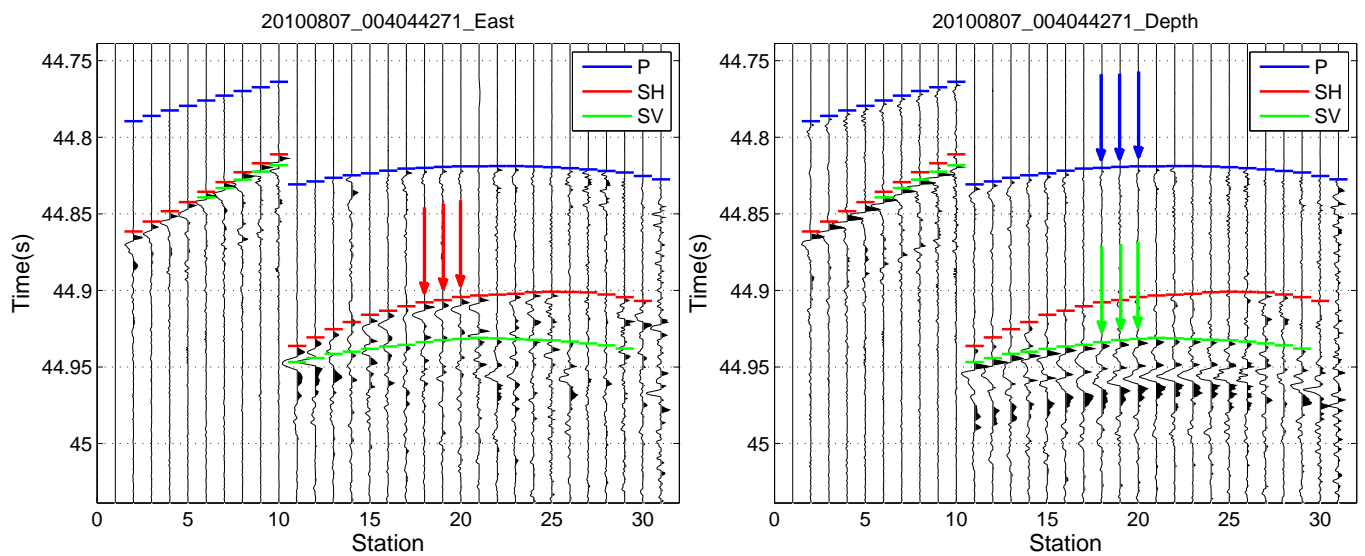 20100807_004044271_East
44.75
44.8
44.85
44.9
44.95
45
Time(s)
P
SH
SV
0 5 10 15 20 25 30
Station
20100807_004044271_Depth
44.75
44.8
44.85
44.9
44.95
45
Time(s)
P
SH
SV
0 5 10 15 20 25 30
Station